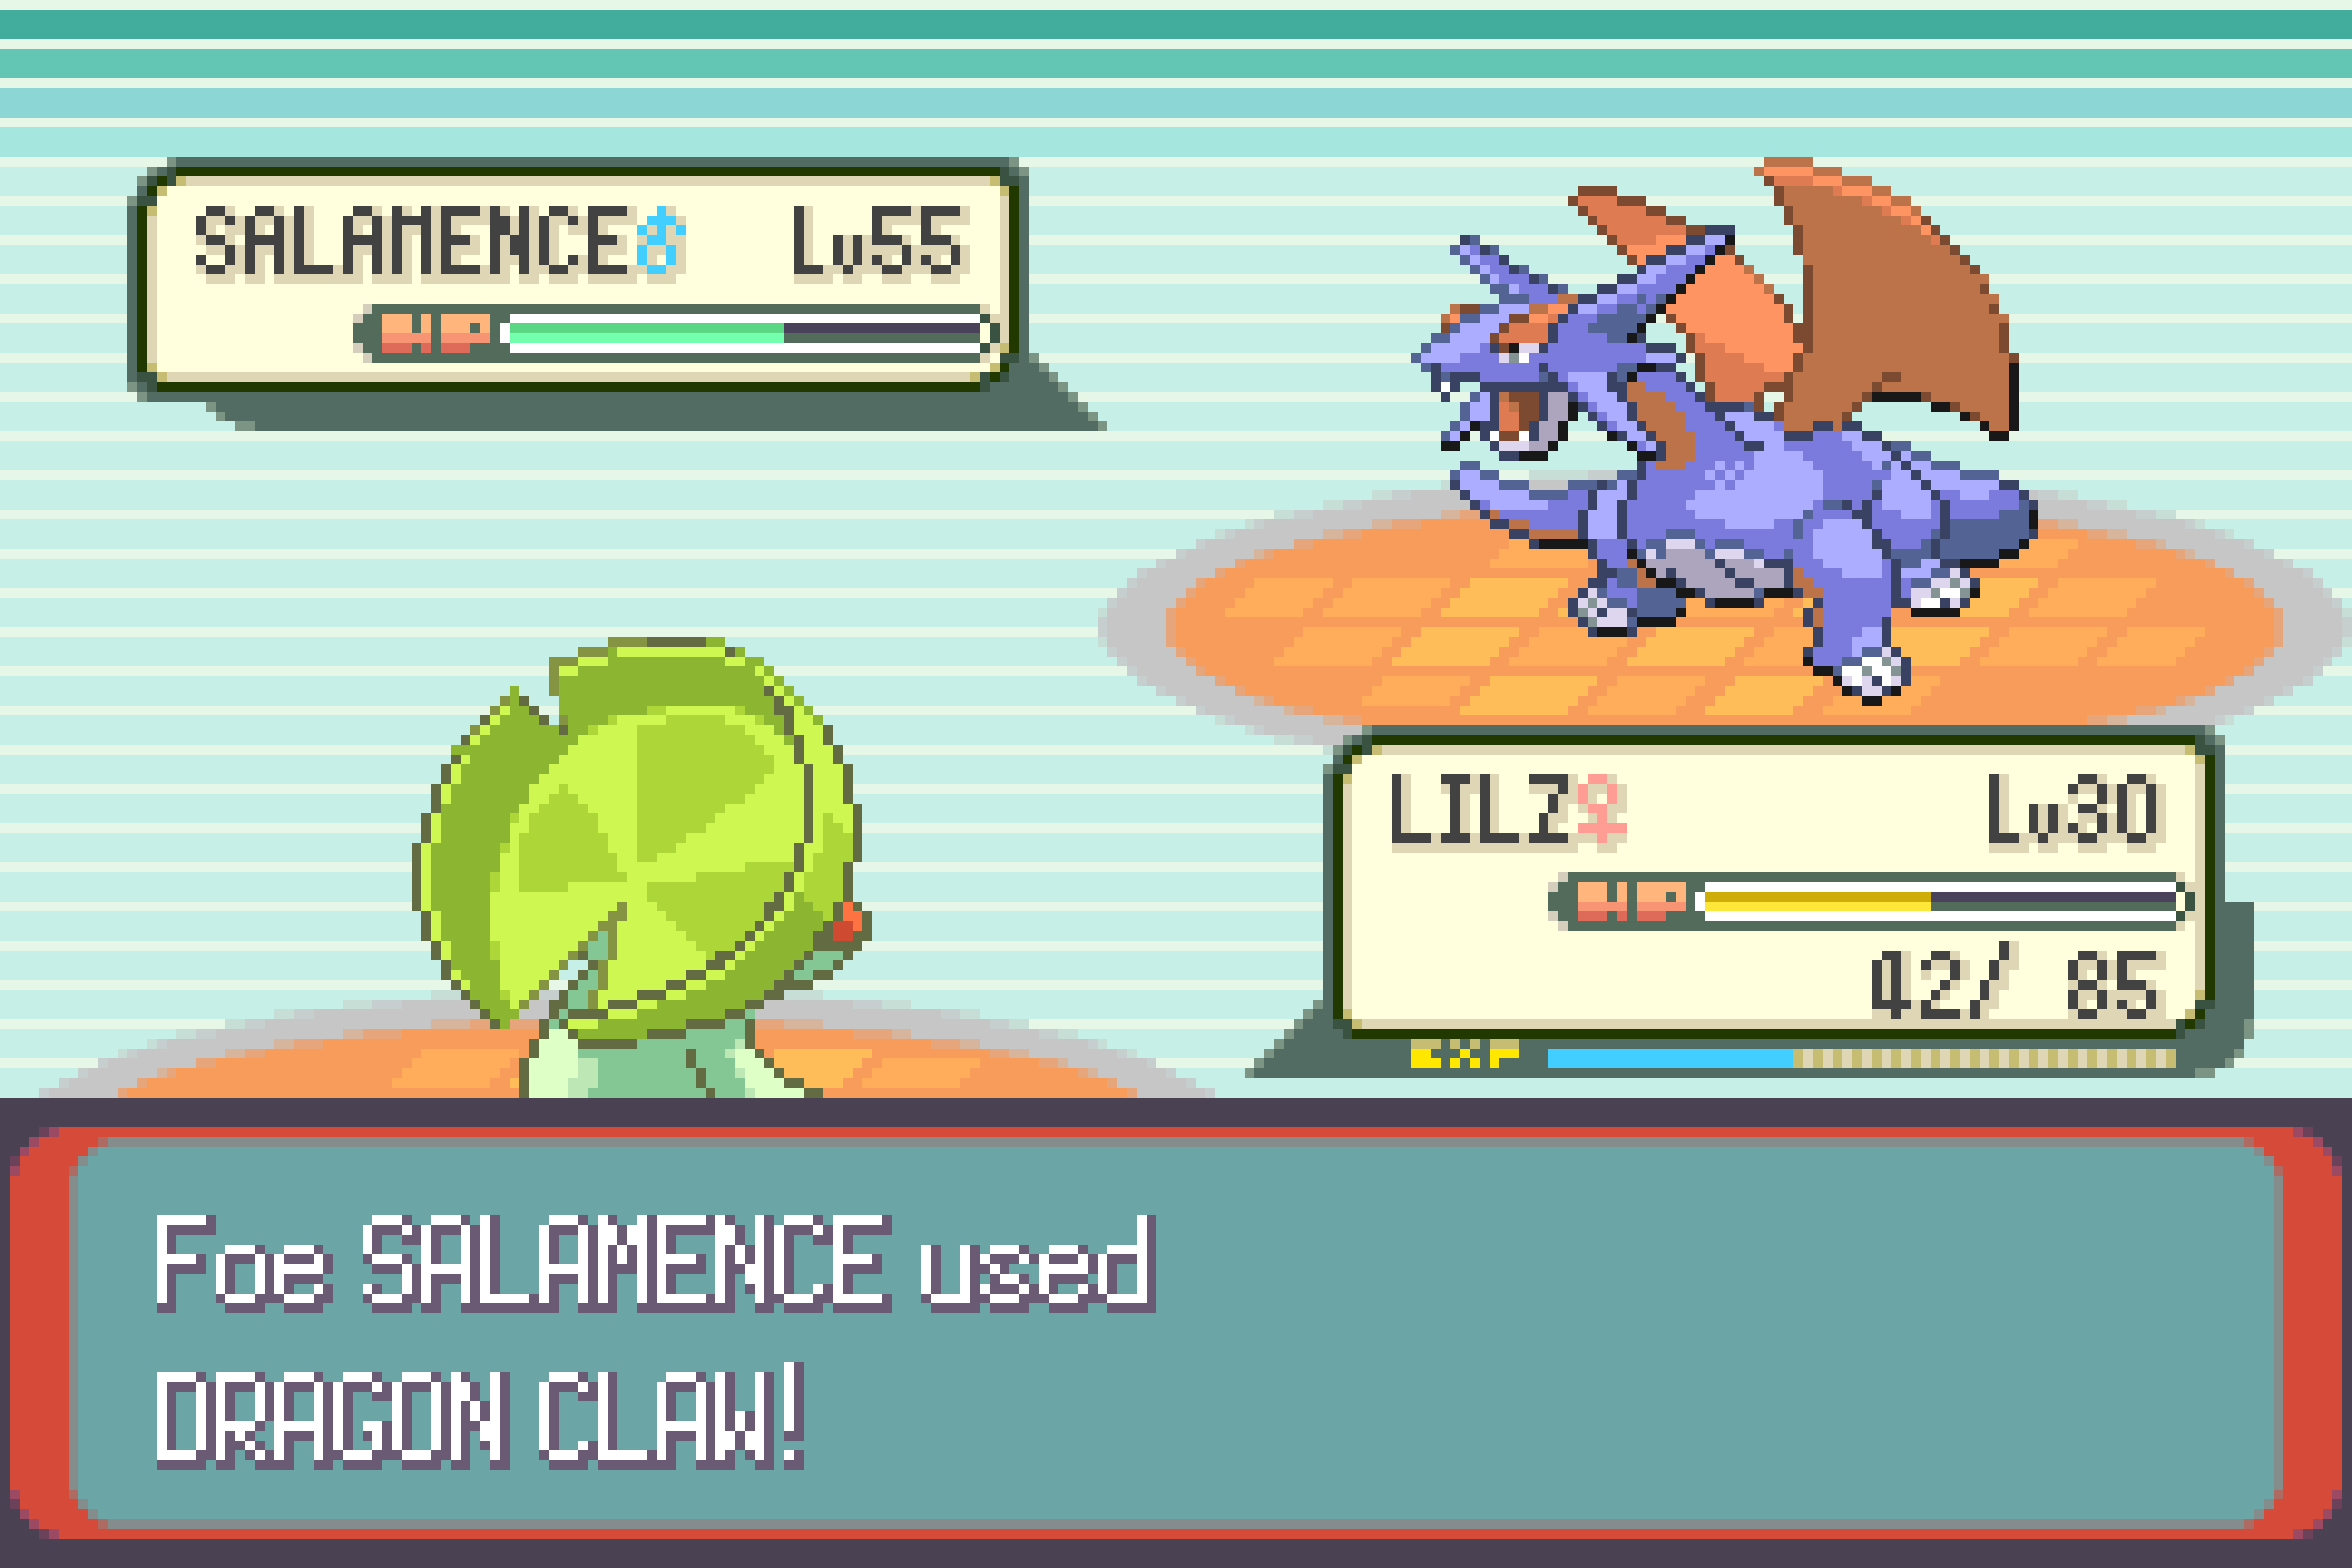 SALAMENCE♂ Lv55
HP
LILZ♀ Lv30
HP
42/ 85
EXP
Foe SALAMENCE used
DRAGON CLAW!